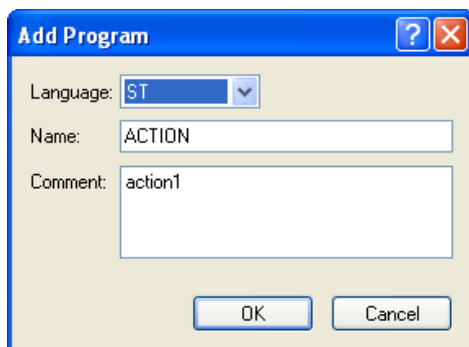 Add Program
Language: ST
Name: ACTION
Comment: action1
OK Cancel